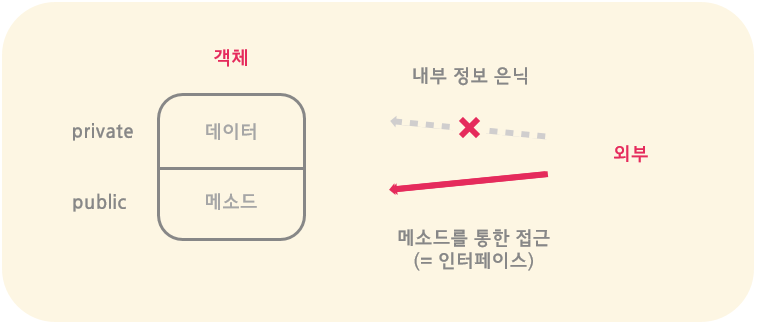 객체
내부 정보 은닉
private
데이터
외부
public
메소드
메소드를 통한 접근
(= 인터페이스)